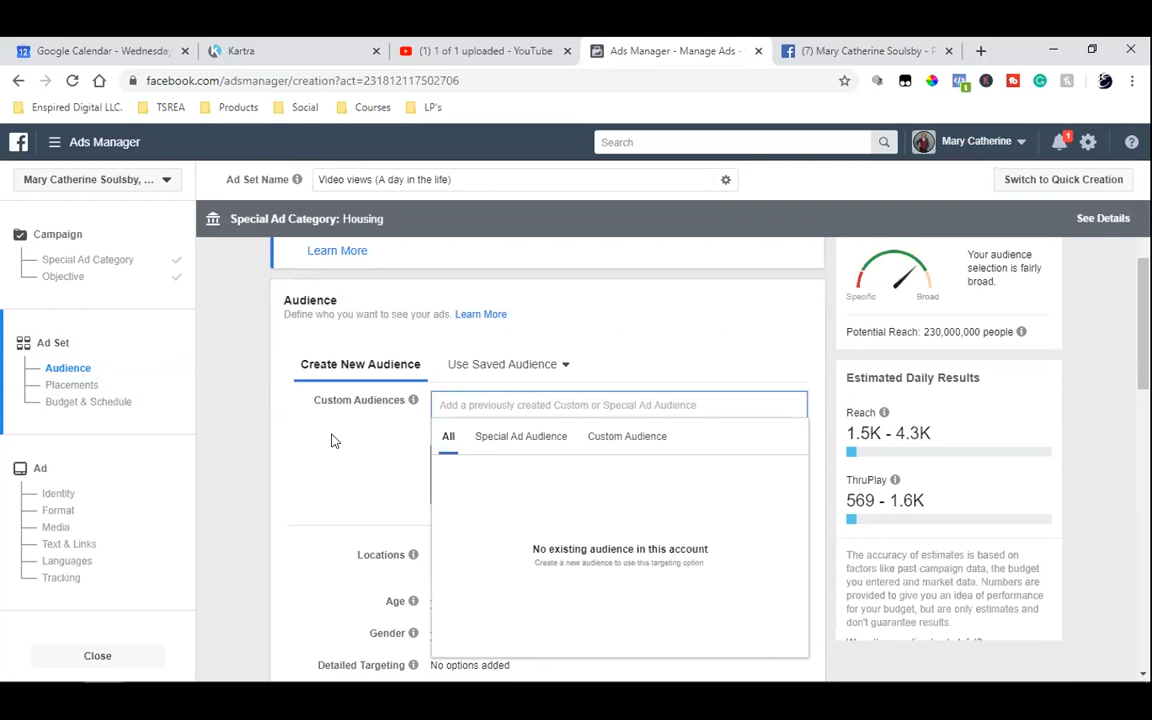 Google Calendar - Wednesday
Kartra
(1) 1 of 1 uploaded - YouTube
Ads Manager - Manage Ads -
(7) Mary Catherine Soulsby -
facebook.com/adsmanager/creation?act=231812117502706
Enspired Digital LLC.
TSREA
Products
Social
Courses
LP's
Ads Manager
Search
Mary Catherine
1
Mary Catherine Soulsby, ...
Ad Set Name
Video views (A day in the life)
Switch to Quick Creation
Special Ad Category: Housing
See Details
Campaign
Special Ad Category
Objective
Ad Set
Audience
Placements
Budget & Schedule
Ad
Identity
Format
Media
Text & Links
Languages
Tracking
Close
Learn More
Audience
Define who you want to see your ads. Learn More
Create New Audience
Use Saved Audience
Custom Audiences
Add a previously created Custom or Special Ad Audience
All
Special Ad Audience
Custom Audience
No existing audience in this account
Create a new audience to use this targeting option
Locations
Age
Gender
Detailed Targeting
No options added
Your audience
selection is fairly
broad.
Specific
Broad
Potential Reach: 230,000,000 people
Estimated Daily Results
Reach
1.5K - 4.3K
ThruPlay
569 - 1.6K
The accuracy of estimates is based on
factors like past campaign data, the budget
you entered and market data. Numbers are
provided to give you an idea of performance
for your budget, but are only estimates and
don't guarantee results.